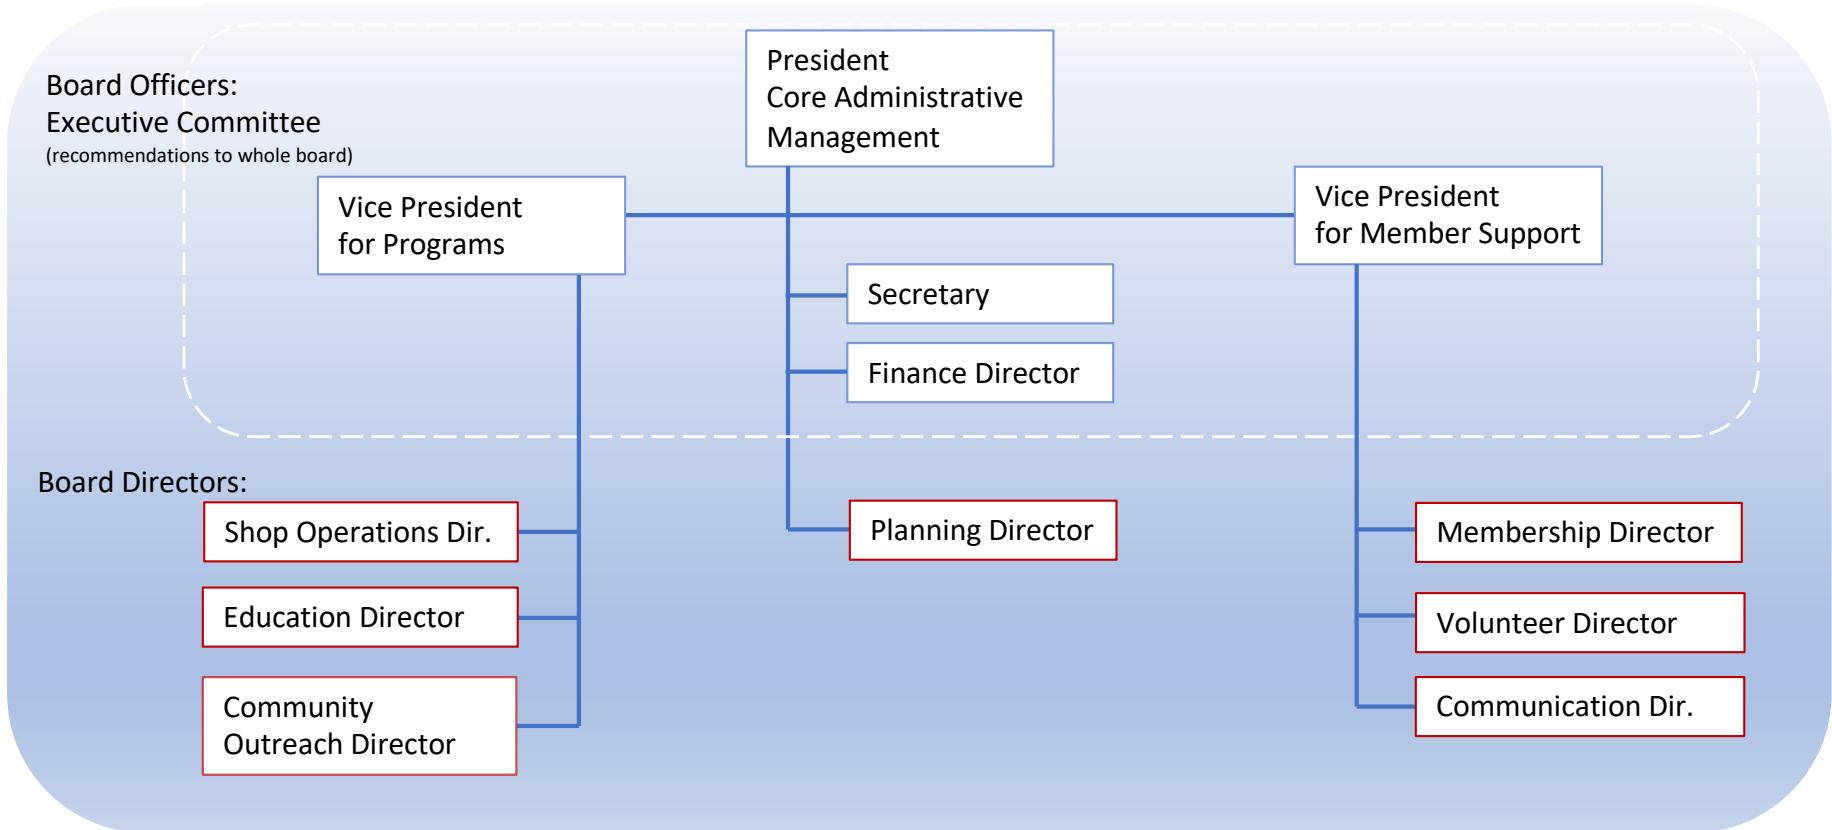 Board Officers:
Executive Committee
(recommendations to whole board)
President
Core Administrative
Management
Vice President
for Programs
Vice President
for Member Support
Secretary
Finance Director
Board Directors:
Shop Operations Dir.
Education Director
Community
Outreach Director
Planning Director
Membership Director
Volunteer Director
Communication Dir.